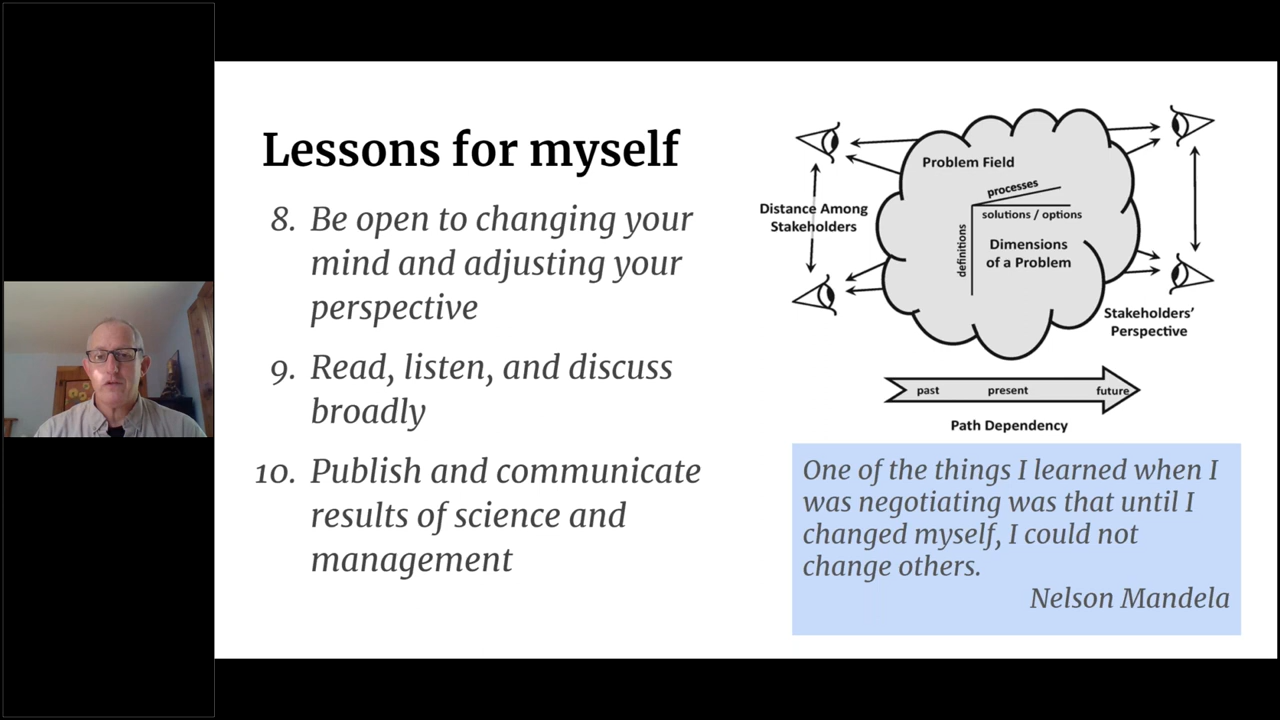 Lessons for myself
8. Be open to changing your
mind and adjusting your
perspective
9. Read, listen, and discuss
broadly
10. Publish and communicate
results of science and
management
Problem Field
processes
solutions / options
definitions
Dimensions
of a Problem
Distance Among
Stakeholders
Stakeholders'
Perspective
past present future
Path Dependency
One of the things I learned when I
was negotiating was that until I
changed myself, I could not
change others.
Nelson Mandela